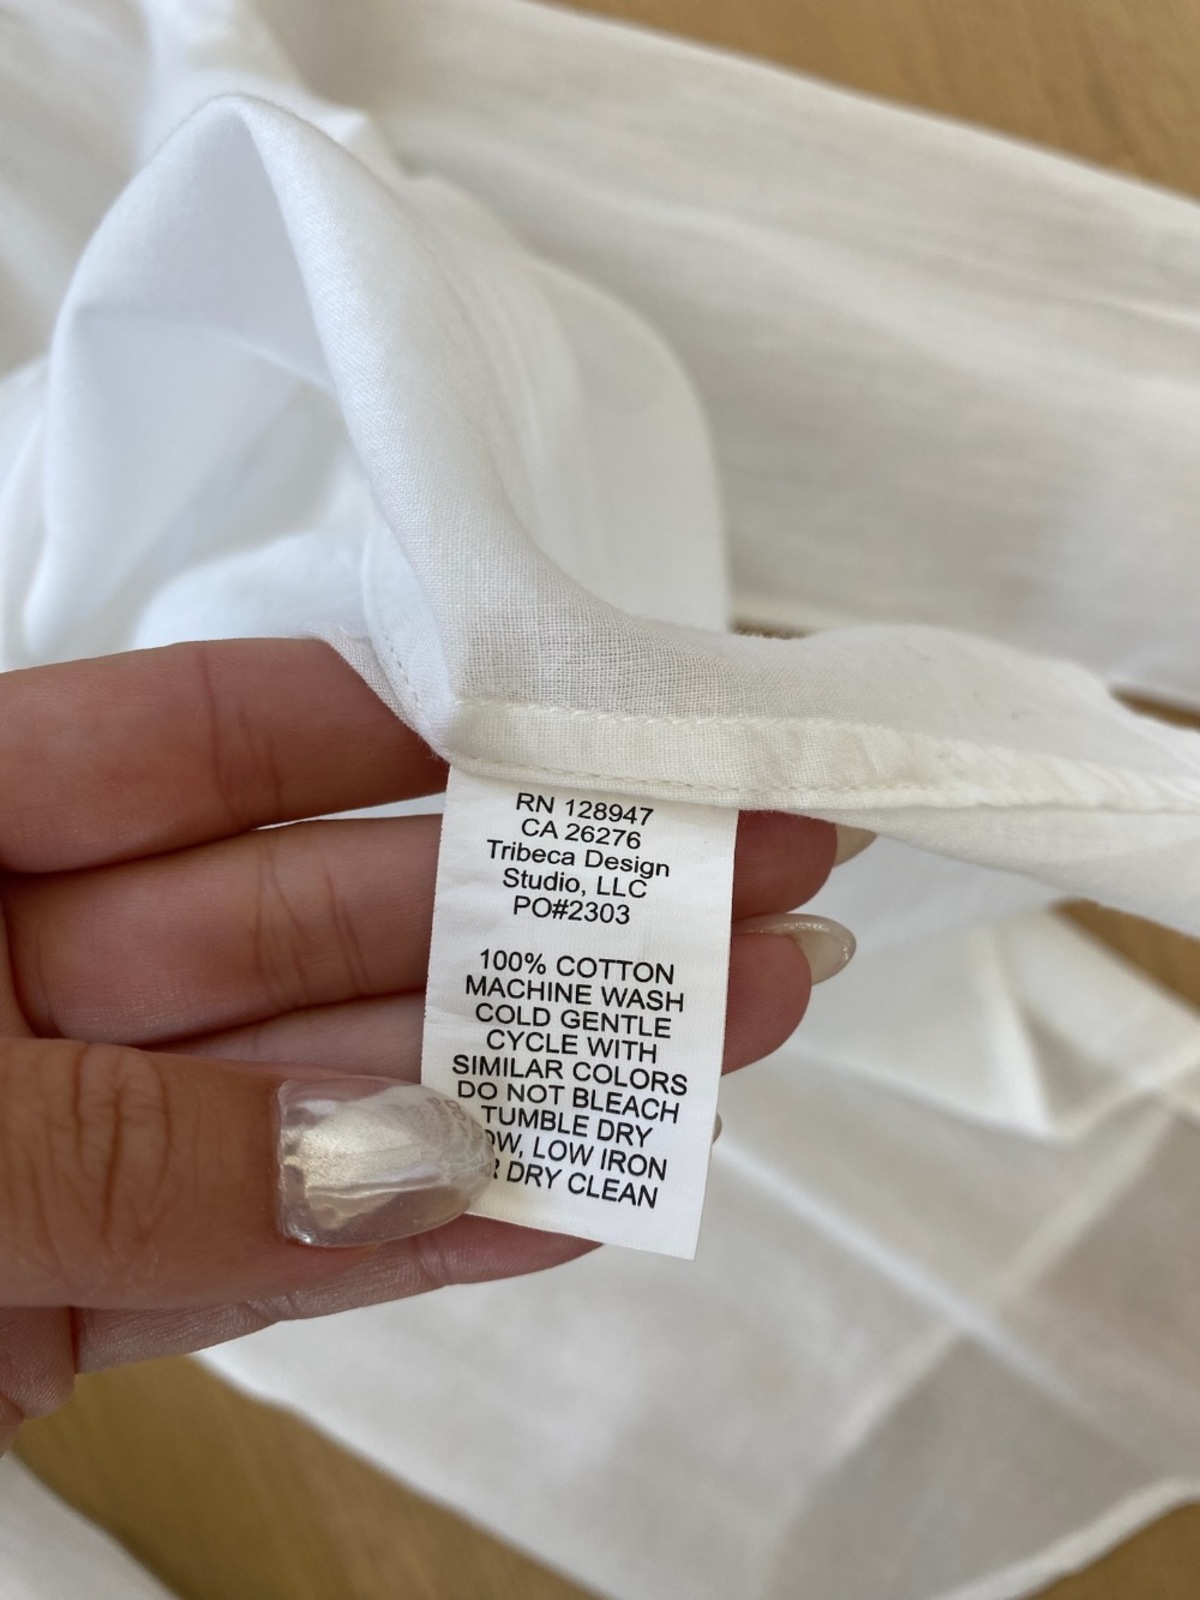 RN 128947
CA 26276
Tribeca Design
Studio, LLC
PO#2303
100% COTTON
MACHINE WASH
COLD GENTLE
CYCLE WITH
SIMILAR COLORS
DO NOT BLEACH
TUMBLE DRY
LOW IRON
DRY CLEAN